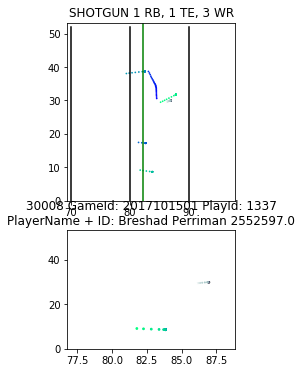 SHOTGUN 1 RB, 1 TE, 3 WR
50
40
30
20
10
0
70 80 90
30008 GameId: 2017101501 PlayId: 1337
PlayerName + ID: Breshad Perriman 2552597.0
40
20
0
77.5 80.0 82.5 85.0 87.5